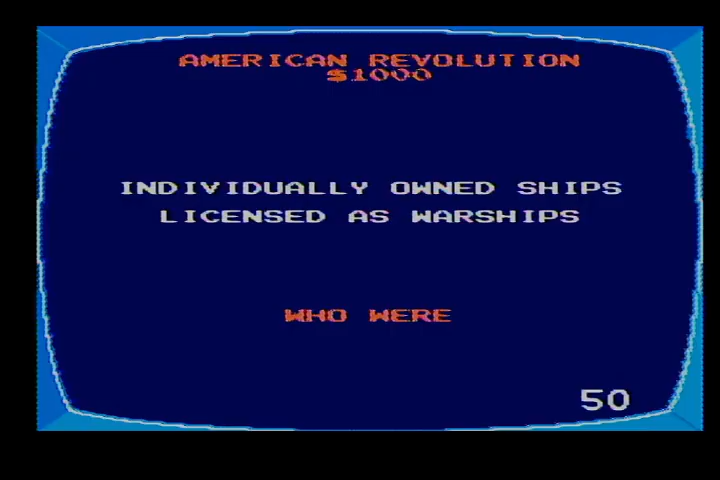 AMERICAN REVOLUTION
$1000
INDIVIDUALLY OWNED SHIPS
LICENSED AS WARSHIPS
WHO WERE
50